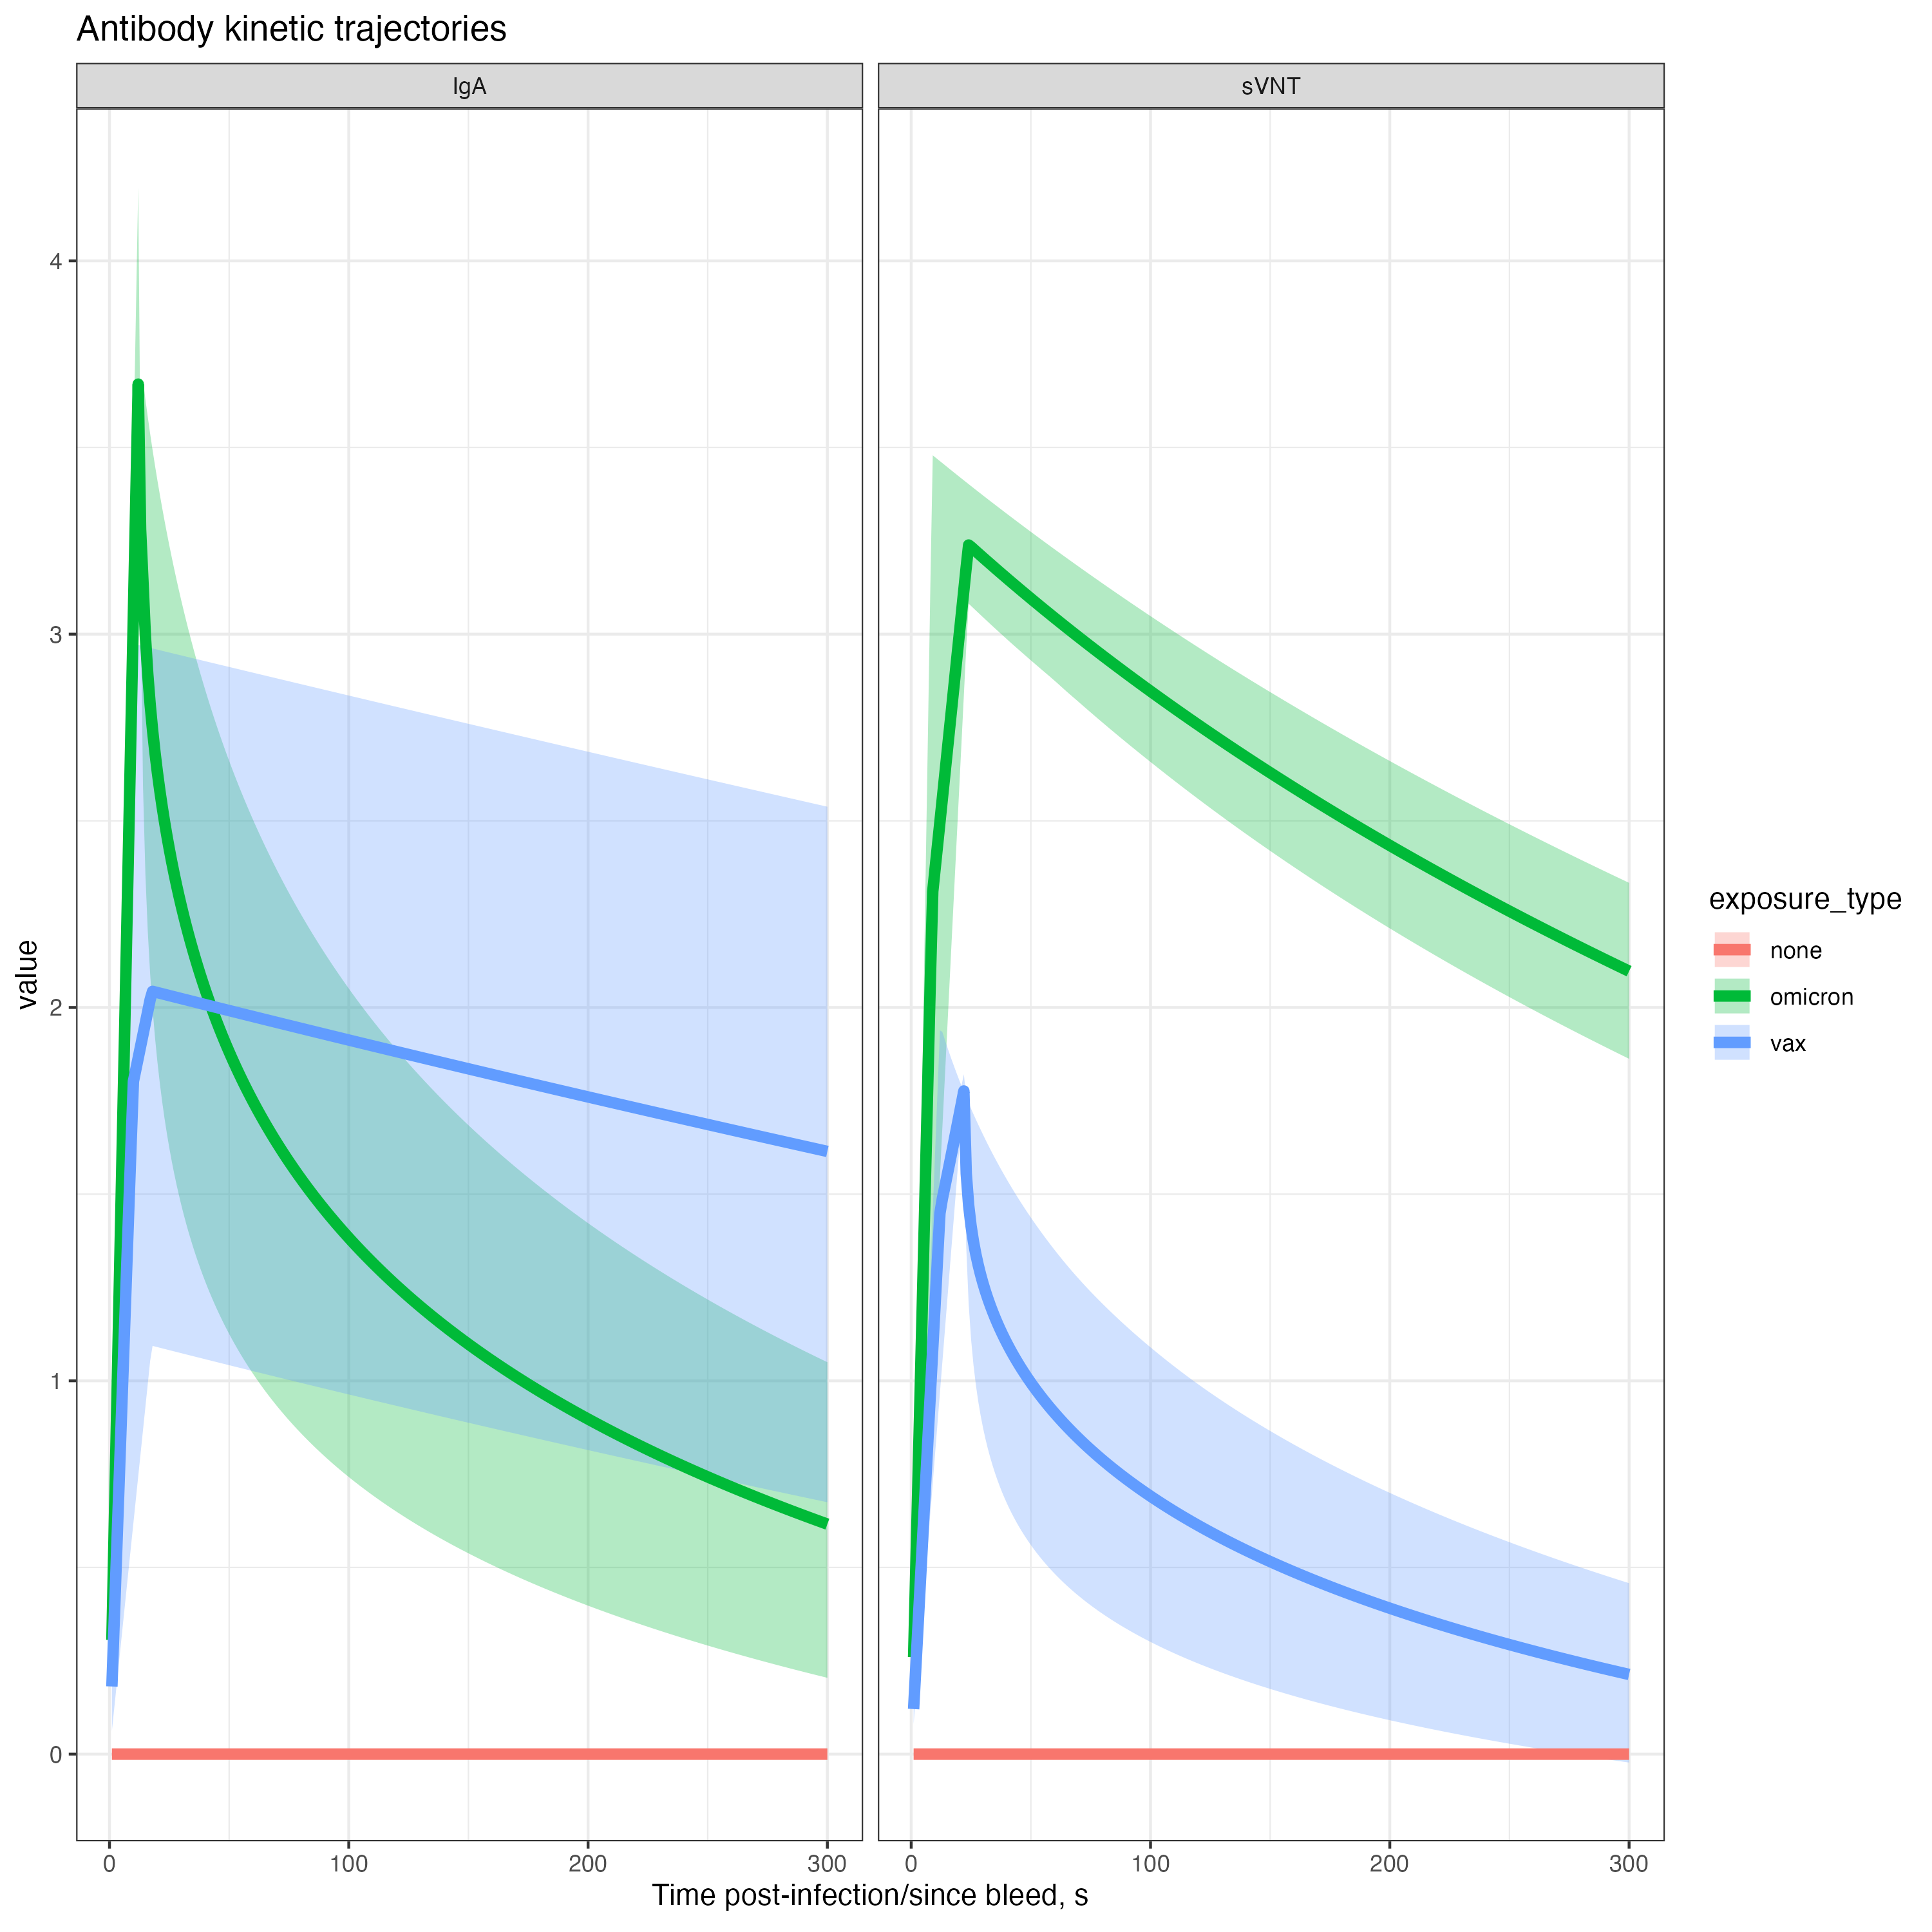 Antibody kinetic trajectories
IgA
sVNT
value
4
3
2
1
0
0 100 200 300
0 100 200 300
Time post-infection/since bleed, s
exposure_type
none
omicron
vax